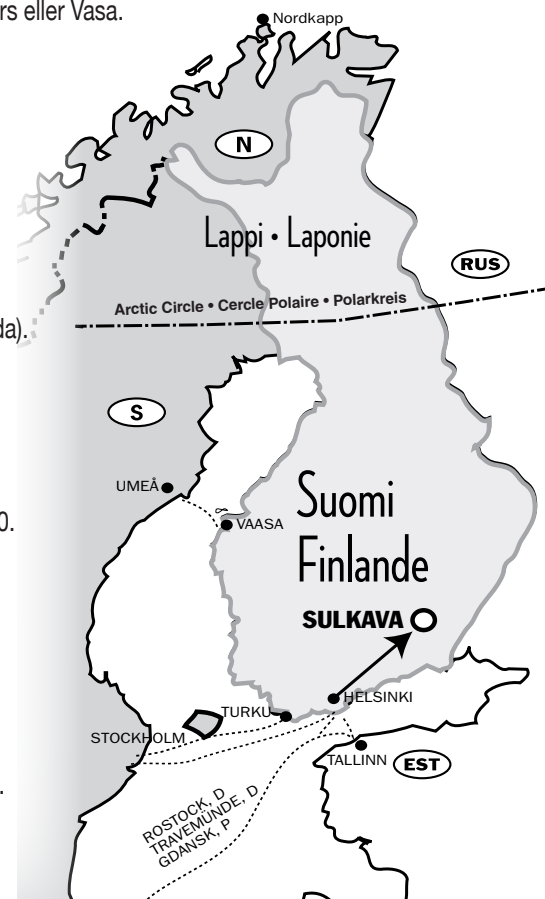 rs eller Vasa.
Nordkapp
N
Lappi • Laponie
RUS
Arctic Circle • Cercle Polaire • Polarkreis
da).
S
UMEÅ
0.
VAASA
Suomi
Finlande
SULKAVA
HELSINKI
TURKU
STOCKHOLM
TALLINN
EST
.
ROSTOCK, D
TRAVEMÜNDE, D
GDANSK, P